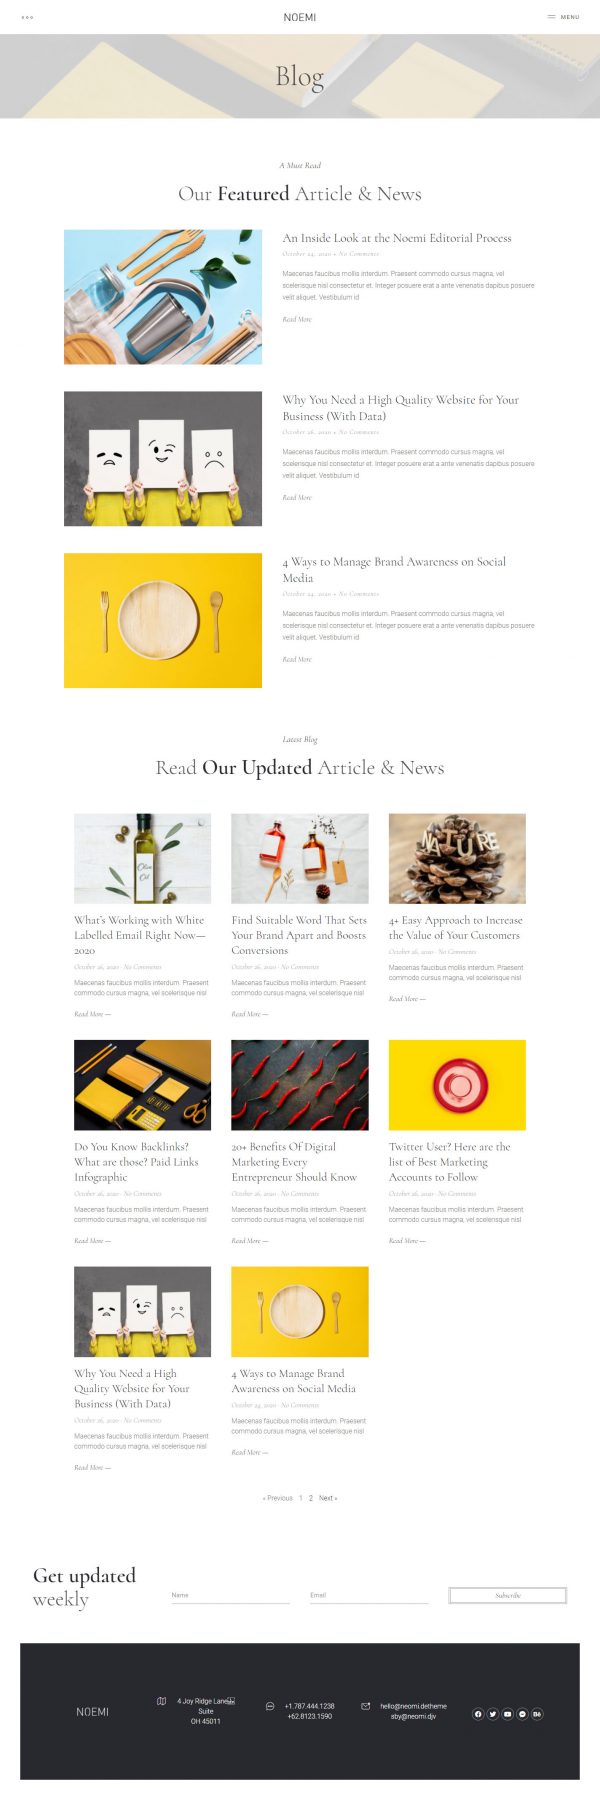 NOEMI
MENU
Blog
A Must Read
Our Featured Article & News
An Inside Look at the Noemi Editorial Process
October 24, 2020 • No Comments
Maecenas faucibus mollis interdum. Praesent commodo cursus magna, vel
scelerisque nisl consectetur et. Integer posuere erat a ante venenatis dapibus posuere
velit aliquet. Vestibulum id
Read More
Why You Need a High Quality Website for Your
Business (With Data)
October 26, 2020 • No Comments
Maecenas faucibus mollis interdum. Praesent commodo cursus magna, vel
scelerisque nisl consectetur et. Integer posuere erat a ante venenatis dapibus posuere
velit aliquet. Vestibulum id
Read More
4 Ways to Manage Brand Awareness on Social
Media
October 24, 2020 • No Comments
Maecenas faucibus mollis interdum. Praesent commodo cursus magna, vel
scelerisque nisl consectetur et. Integer posuere erat a ante venenatis dapibus posuere
velit aliquet. Vestibulum id
Read More
Latest Blog
Read Our Updated Article & News
Olive
Oil
NATURE
What's Working with White
Labelled Email Right Now—
2020
October 26, 2020 · No Comments
Maecenas faucibus mollis interdum. Praesent
commodo cursus magna, vel scelerisque nisl
Read More —
Find Suitable Word That Sets
Your Brand Apart and Boosts
Conversions
October 26, 2020 · No Comments
Maecenas faucibus mollis interdum. Praesent
commodo cursus magna, vel scelerisque nisl
Read More —
4+ Easy Approach to Increase
the Value of Your Customers
October 26, 2020 · No Comments
Maecenas faucibus mollis interdum. Praesent
commodo cursus magna, vel scelerisque nisl
Read More —
Do You Know Backlinks?
What are those? Paid Links
Infographic
October 26, 2020 · No Comments
Maecenas faucibus mollis interdum. Praesent
commodo cursus magna, vel scelerisque nisl
Read More —
20+ Benefits Of Digital
Marketing Every
Entrepreneur Should Know
October 26, 2020 · No Comments
Maecenas faucibus mollis interdum. Praesent
commodo cursus magna, vel scelerisque nisl
Read More —
Twitter User? Here are the
list of Best Marketing
Accounts to Follow
October 26, 2020 · No Comments
Maecenas faucibus mollis interdum. Praesent
commodo cursus magna, vel scelerisque nisl
Read More —
Why You Need a High
Quality Website for Your
Business (With Data)
October 26, 2020 · No Comments
Maecenas faucibus mollis interdum. Praesent
commodo cursus magna, vel scelerisque nisl
Read More —
4 Ways to Manage Brand
Awareness on Social Media
October 24, 2020 · No Comments
Maecenas faucibus mollis interdum. Praesent
commodo cursus magna, vel scelerisque nisl
Read More —
« Previous 1 2 Next »
Get updated
weekly
Name
Email
Subscribe
NOEMI
4 Joy Ridge Lane
Suite
OH 45011
+1.787.444.1238
+62.8123.1590
hello@neomi.detheme
sby@neomi.djv